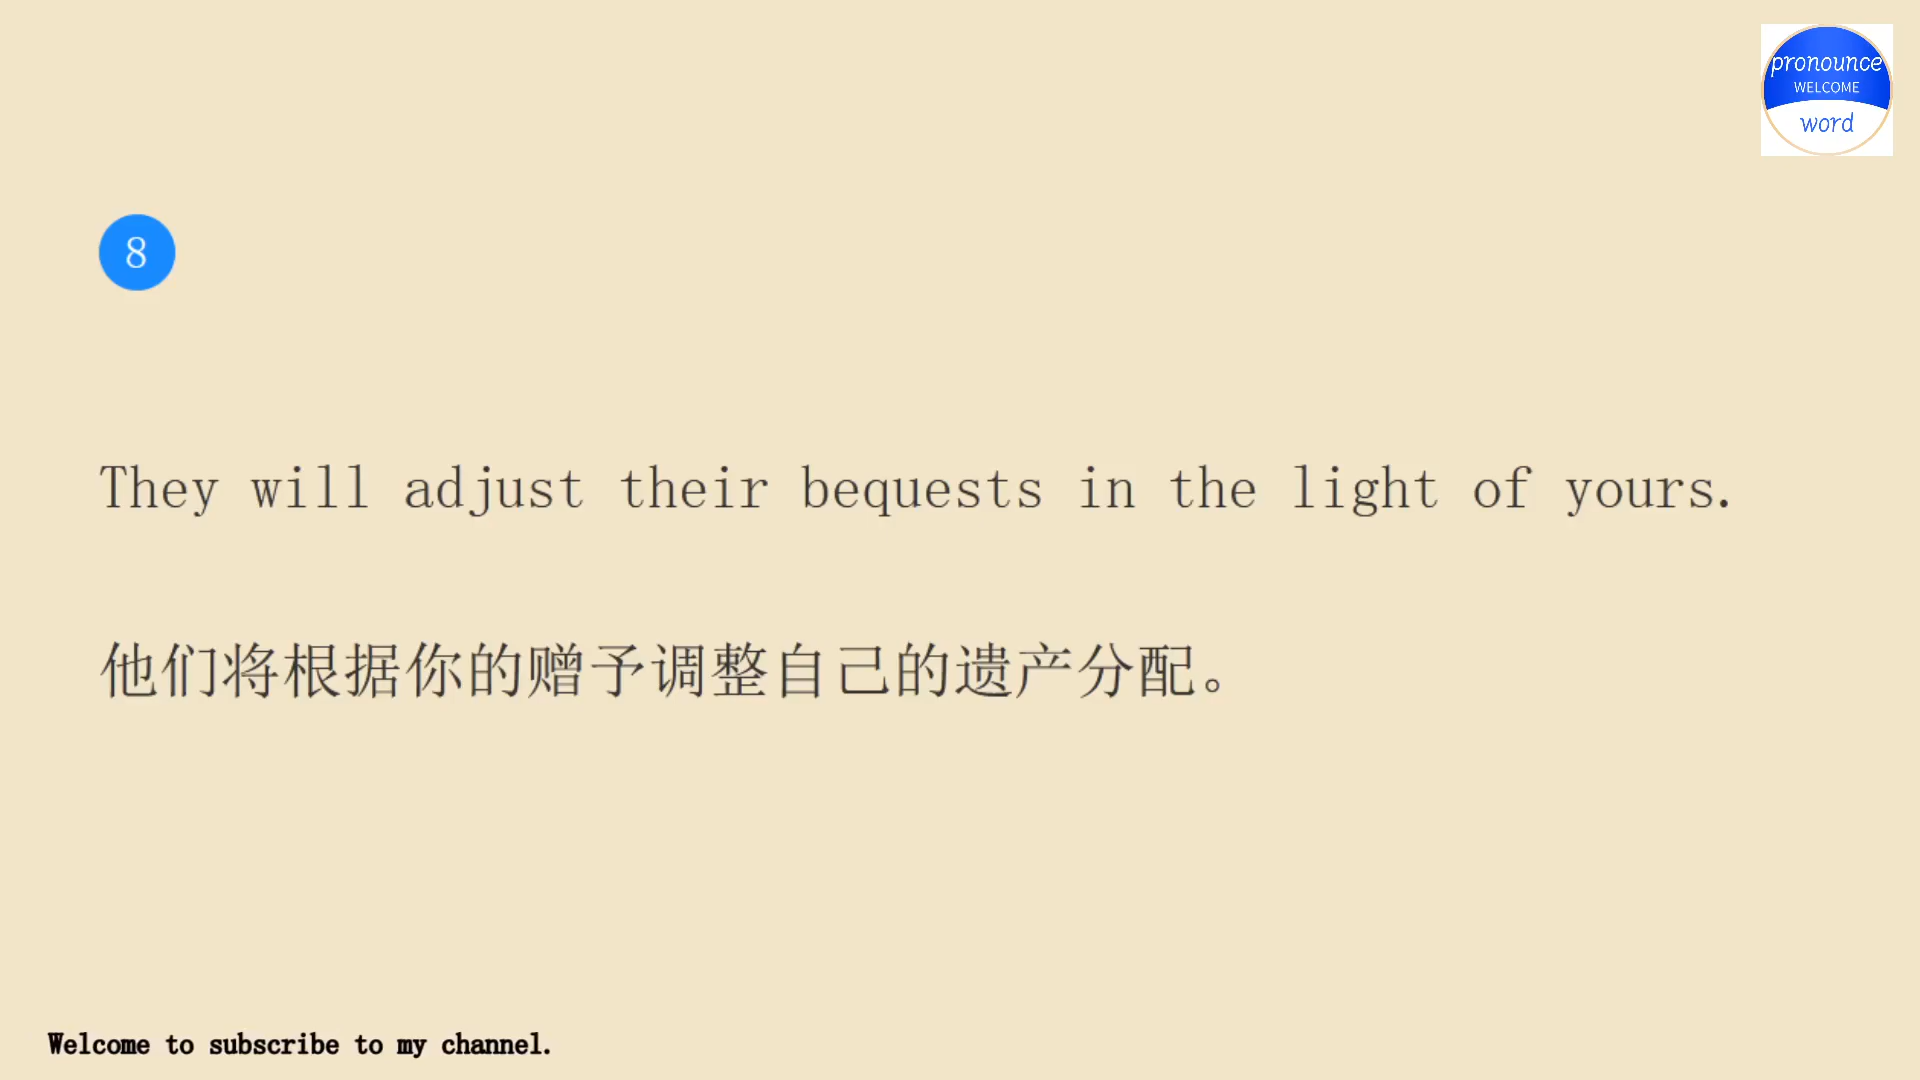 pronounce
WELCOME
word
8
They will adjust their bequests in the light of yours.
他们将根据你的赠予调整自己的遗产分配。
Welcome to subscribe to my channel.